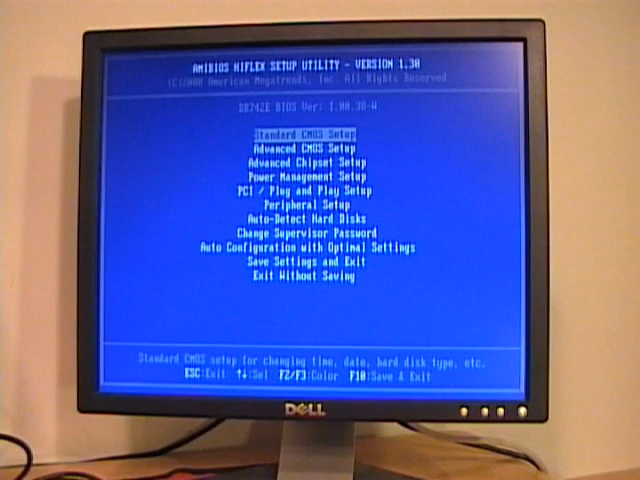 AMIBIOS HIFLEX SETUP UTILITY - VERSION 1.30
(C)2000 American Megatrends, Inc. All Rights Reserved
BIOS Ver: 1.00.30-W
Standard CMOS Setup
Advanced CMOS Setup
Advanced Chipset Setup
Power Management Setup
PCI / Plug and Play Setup
Peripheral Setup
Auto-Detect Hard Disks
Change Supervisor Password
Auto Configuration with Optimal Settings
Save Settings and Exit
Exit Without Saving
Standard CMOS setup for changing time, date, hard disk type, etc.
ESC:Exit ↑↓:Sel F2/F3:Color F10:Save & Exit
DELL